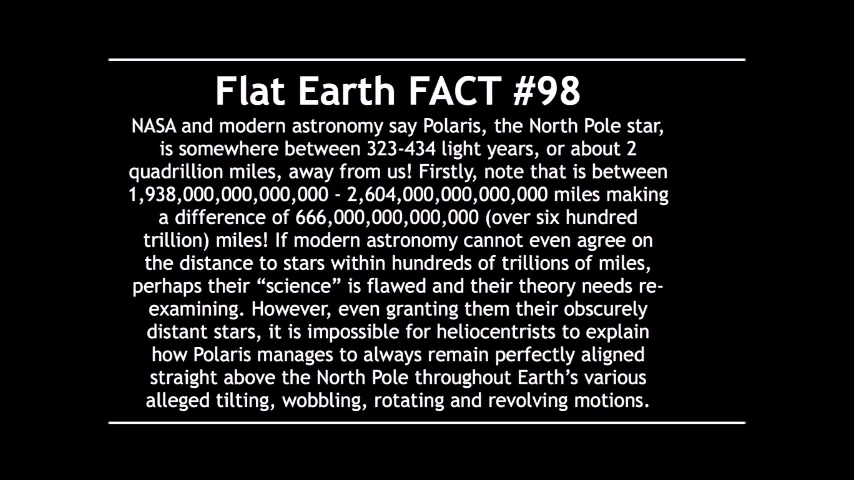 Flat Earth FACT #98
NASA and modern astronomy say Polaris, the North Pole star,
is somewhere between 323-434 light years, or about 2
quadrillion miles, away from us! Firstly, note that is between
1,938,000,000,000,000 - 2,604,000,000,000,000 miles making
a difference of 666,000,000,000,000 (over six hundred
trillion) miles! If modern astronomy cannot even agree on
the distance to stars within hundreds of trillions of miles,
perhaps their “science” is flawed and their theory needs re-
examining. However, even granting them their obscurely
distant stars, it is impossible for heliocentrists to explain
how Polaris manages to always remain perfectly aligned
straight above the North Pole throughout Earth’s various
alleged tilting, wobbling, rotating and revolving motions.